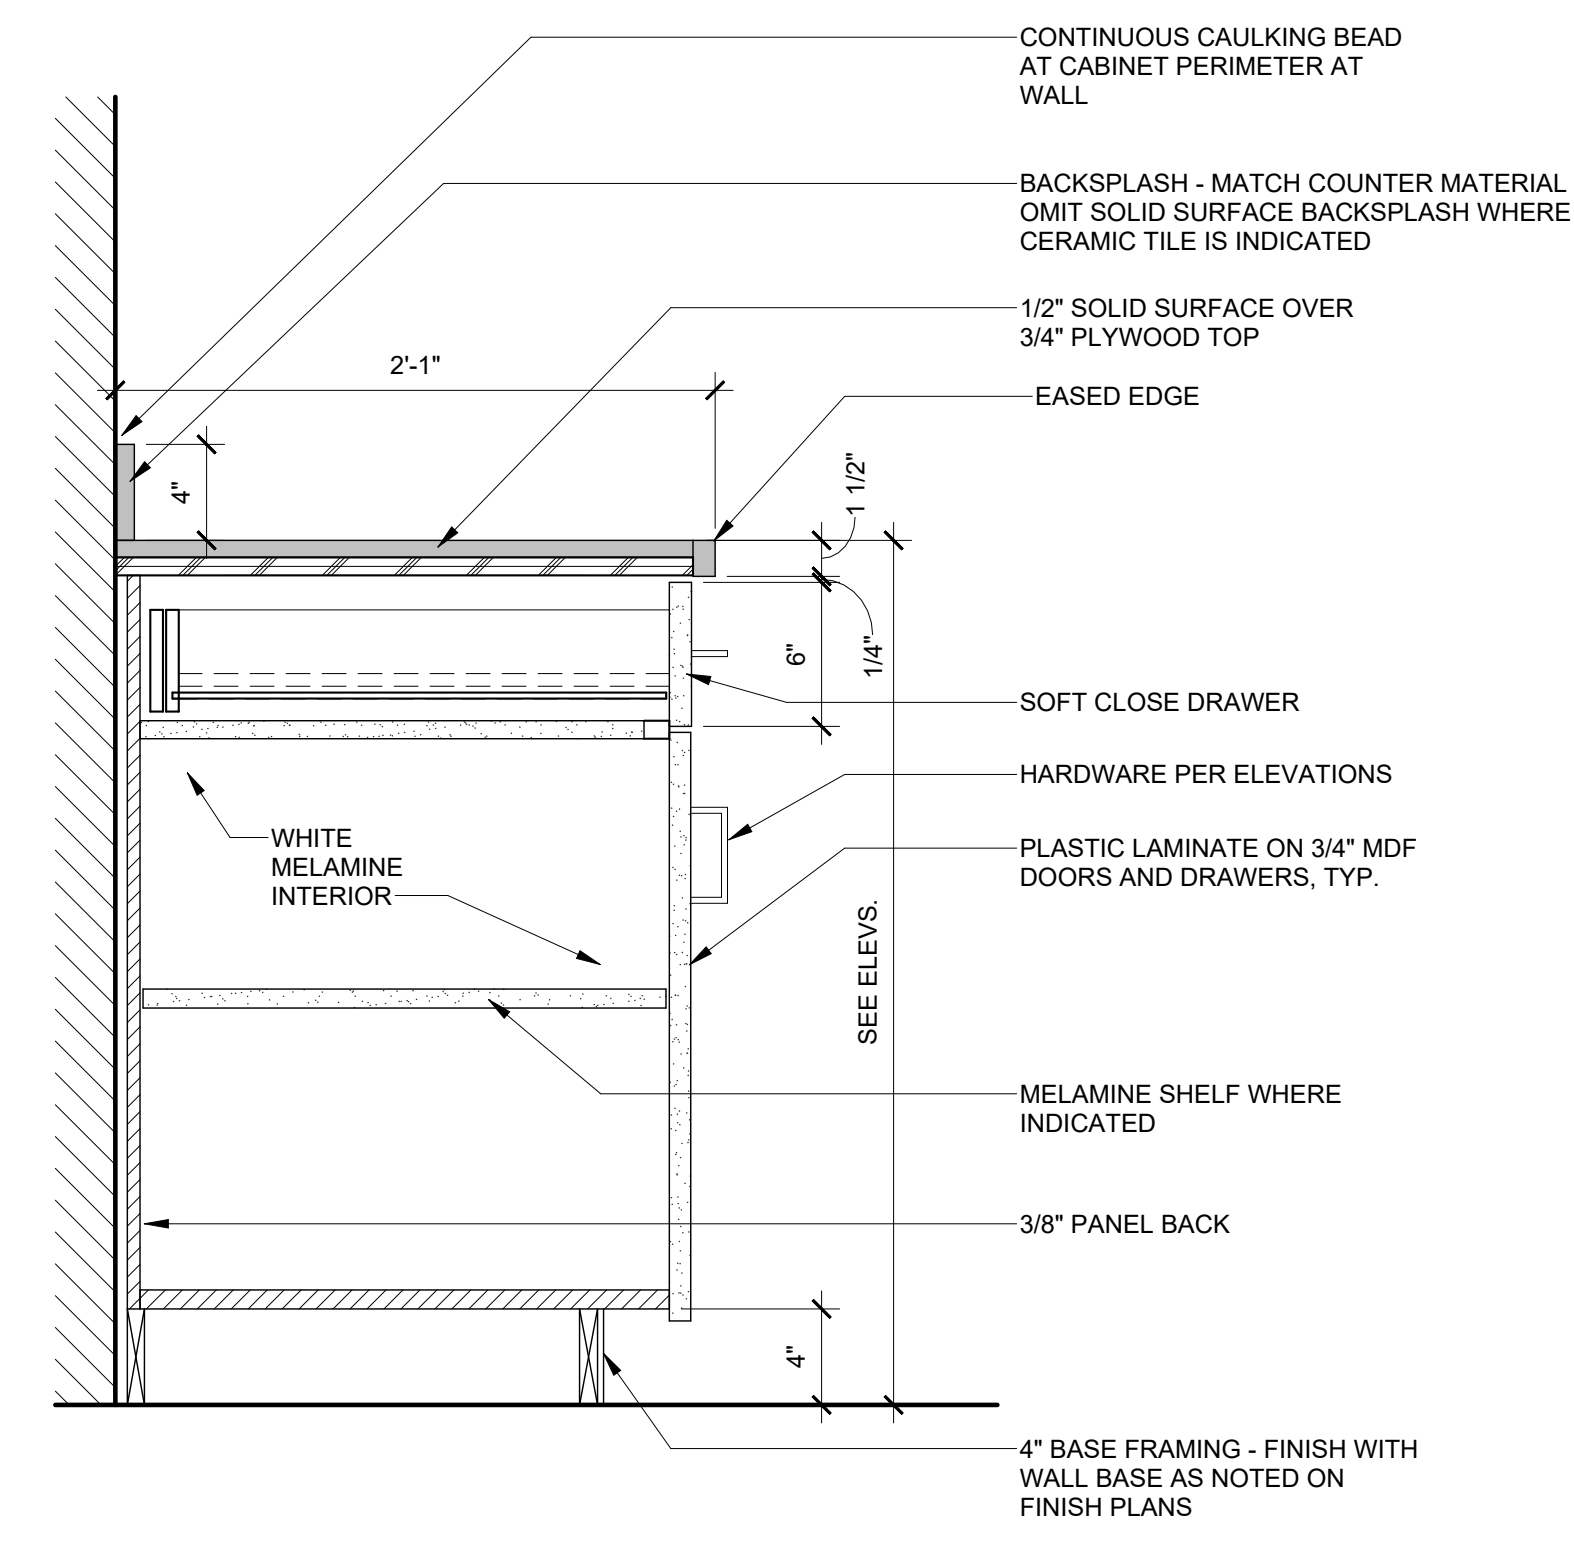 CONTINUOUS CAULKING BEAD
AT CABINET PERIMETER AT
WALL
BACKSPLASH - MATCH COUNTER MATERIAL
OMIT SOLID SURFACE BACKSPLASH WHERE
CERAMIC TILE IS INDICATED
1/2" SOLID SURFACE OVER
3/4" PLYWOOD TOP
2'-1"
EASED EDGE
4"
1 1/2"
6"
1/4"
SOFT CLOSE DRAWER
HARDWARE PER ELEVATIONS
WHITE
MELAMINE
INTERIOR
PLASTIC LAMINATE ON 3/4" MDF
DOORS AND DRAWERS, TYP.
SEE ELEVS.
MELAMINE SHELF WHERE
INDICATED
3/8" PANEL BACK
4"
4" BASE FRAMING - FINISH WITH
WALL BASE AS NOTED ON
FINISH PLANS